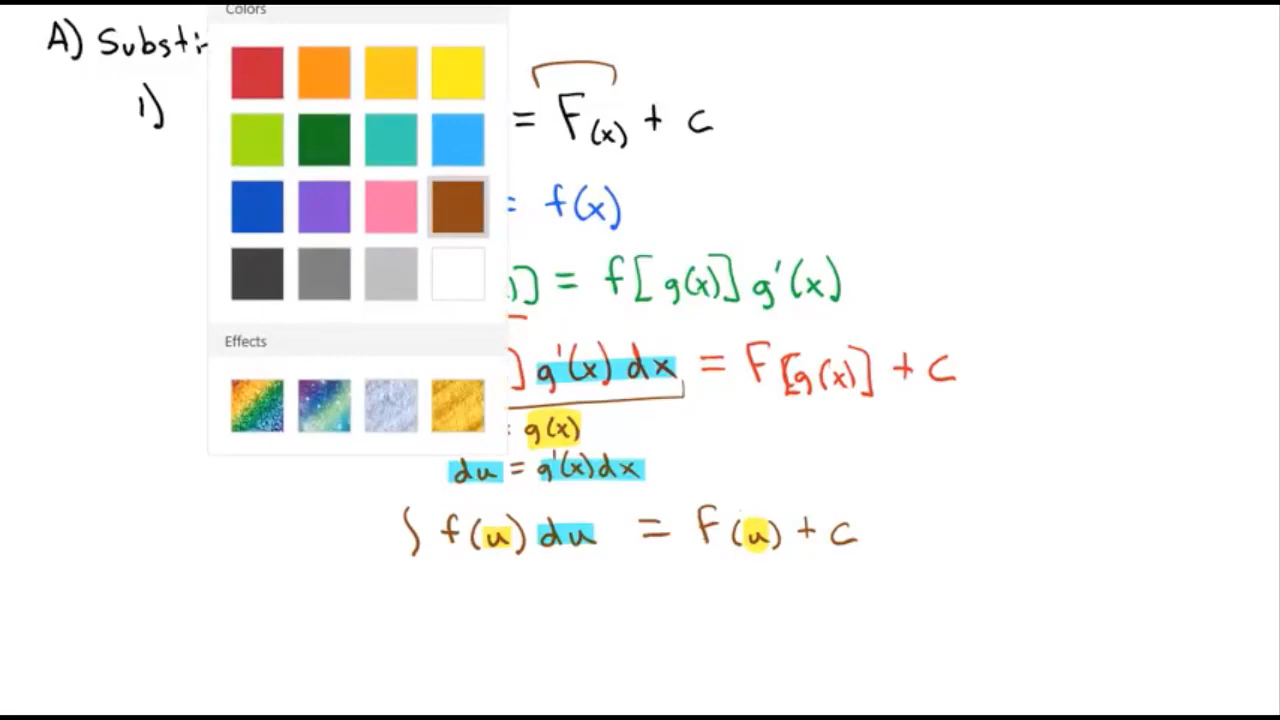 Colors
A) Substi
1) = F(x) + c
= f(x)
)] = f[g(x)] g'(x)
] g'(x) dx = F[g(x)] + c
= g(x)
du = g'(x)dx
Effects
∫ f(u) du = F(u) + c